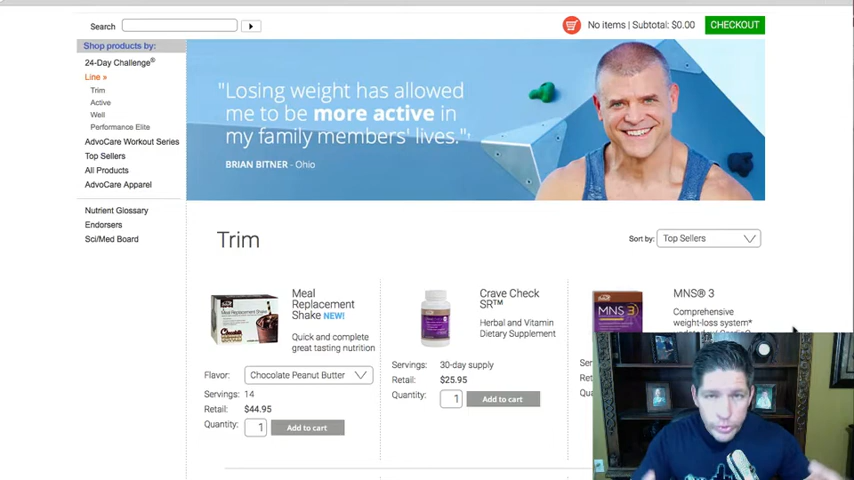 Search
No items | Subtotal: $0.00
CHECKOUT
Shop products by:
24-Day Challenge®
Line »
Trim
Active
Well
Performance Elite
AdvoCare Workout Series
Top Sellers
All Products
AdvoCare Apparel
Nutrient Glossary
Endorsers
Sci/Med Board
"Losing weight has allowed
me to be more active in
my family members' lives."†
BRIAN BITNER - Ohio
Trim
Sort by:
Top Sellers
Meal
Replacement
Shake NEW!
Quick and complete
great tasting nutrition
Flavor:
Chocolate Peanut Butter
Servings: 14
Retail:
$44.95
Quantity:
1
Add to cart
Crave Check
SR™
Herbal and Vitamin
Dietary Supplement
Servings: 30-day supply
Retail: $25.95
Quantity:
1
Add to cart
MNS 3
MNS® 3
Comprehensive
weight-loss system*